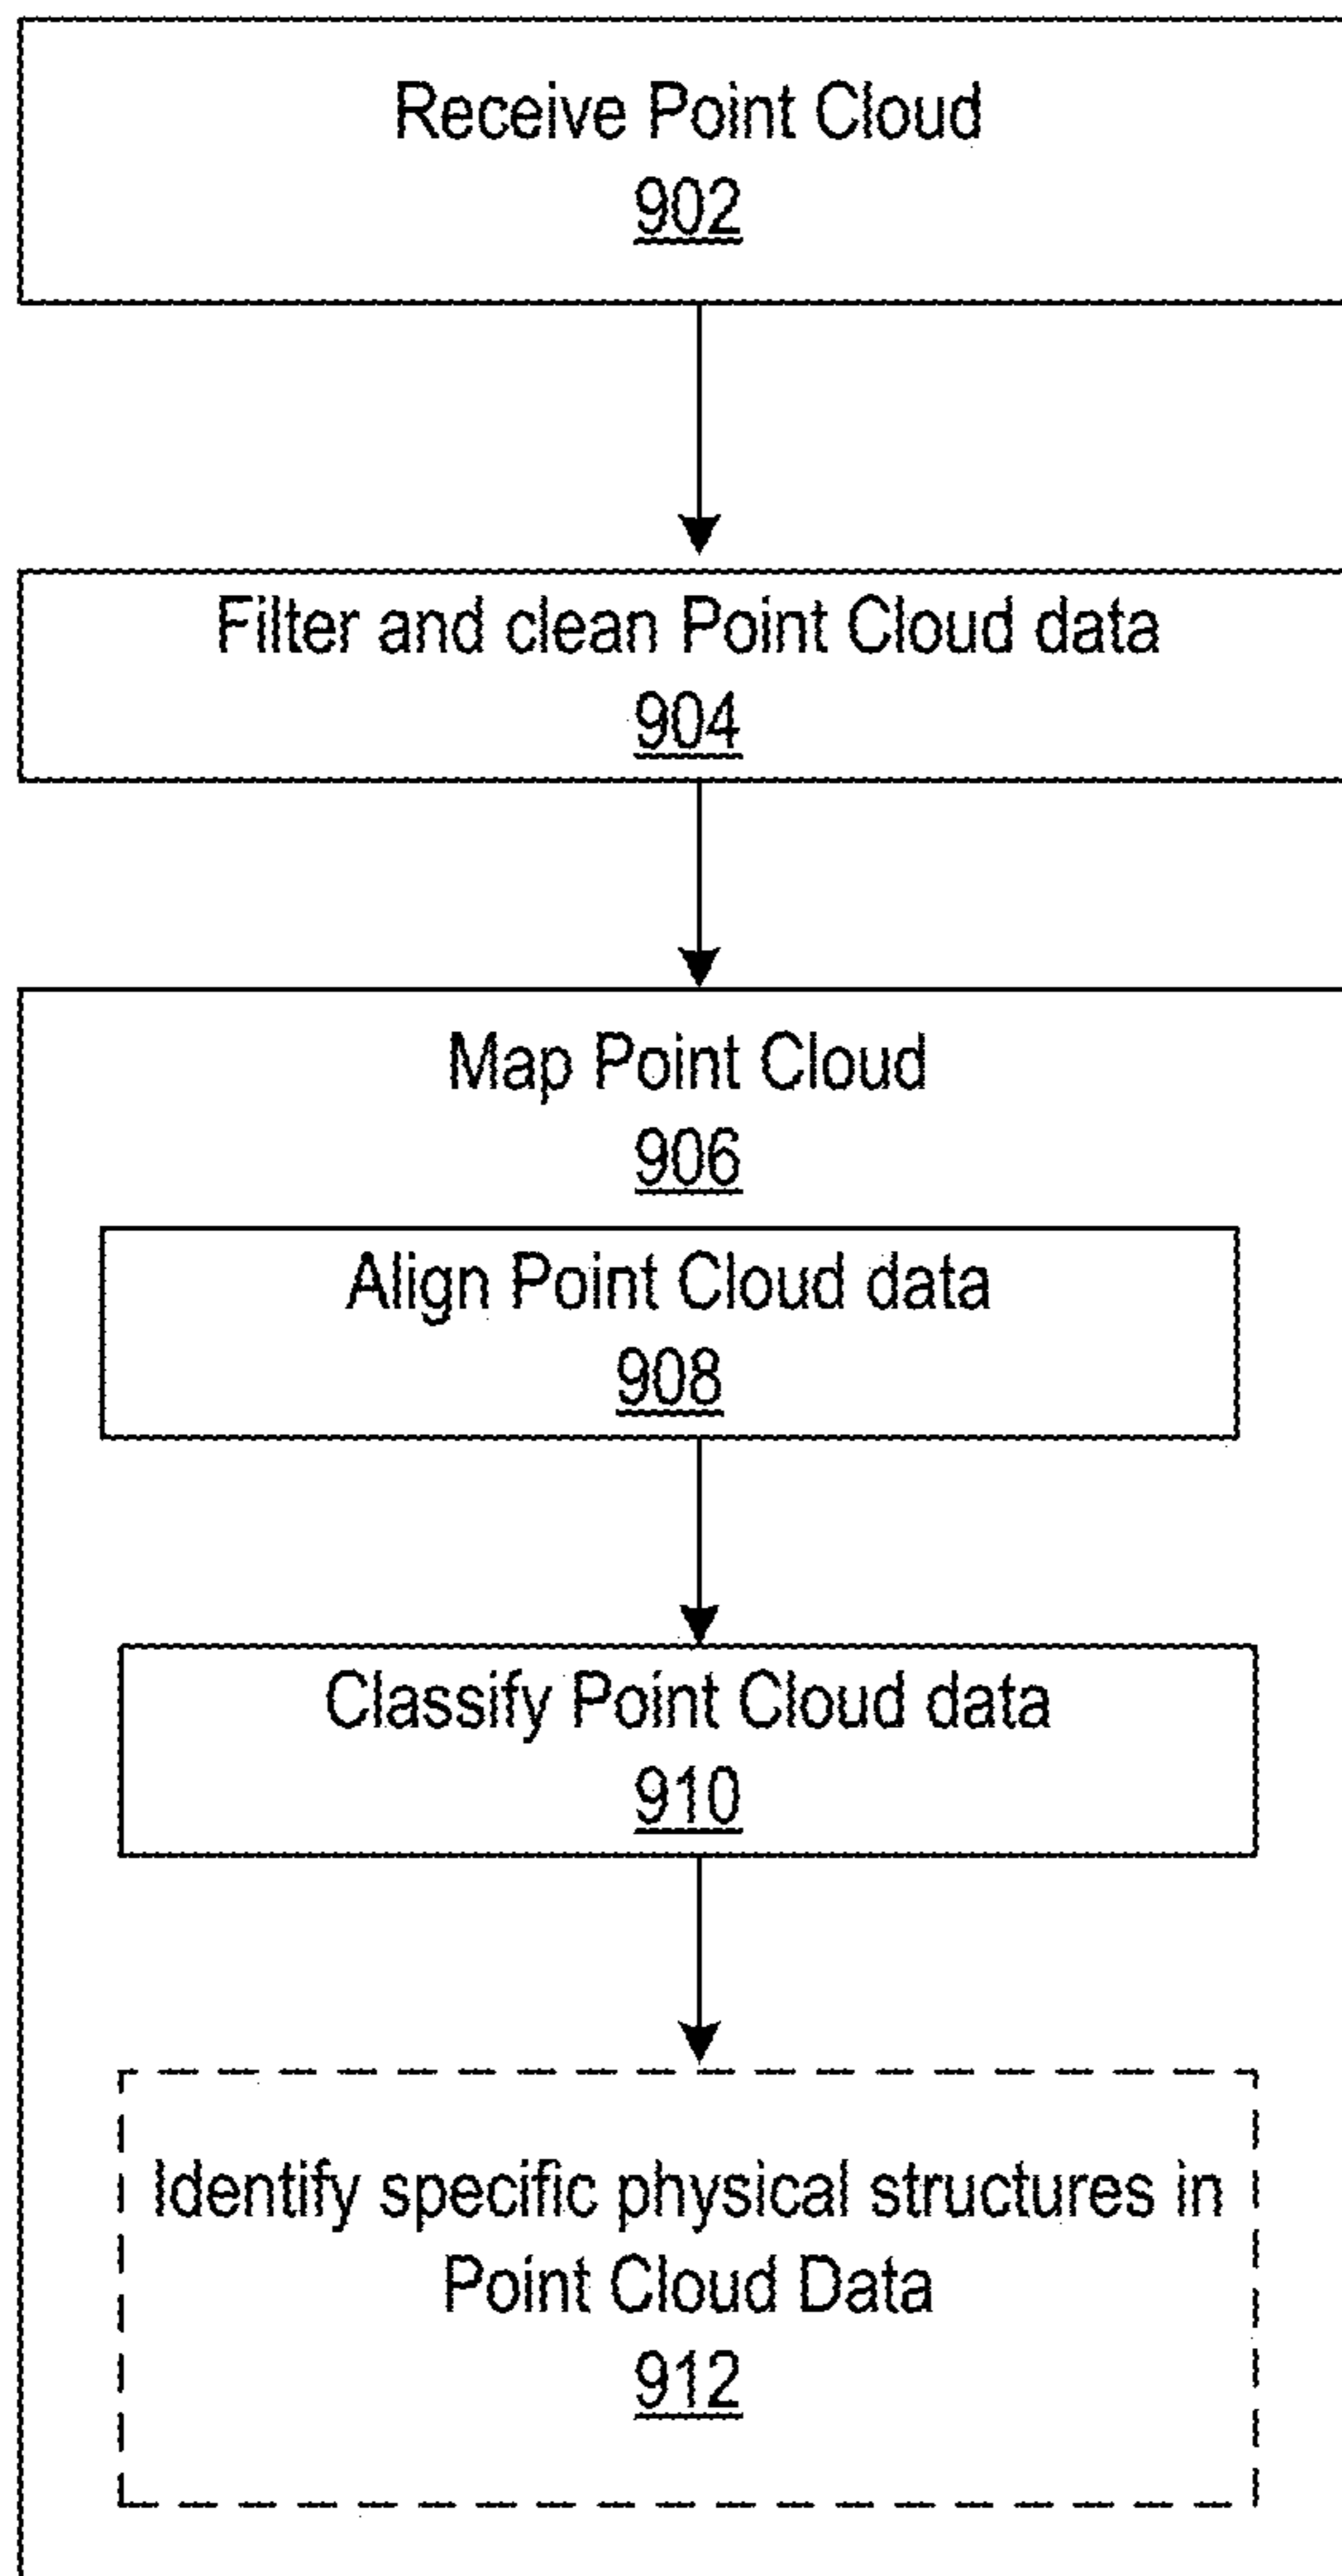 Receive Point Cloud
902
Filter and clean Point Cloud data
904
Map Point Cloud
906
Align Point Cloud data
908
Classify Point Cloud data
910
Identify specific physical structures in
Point Cloud Data
912